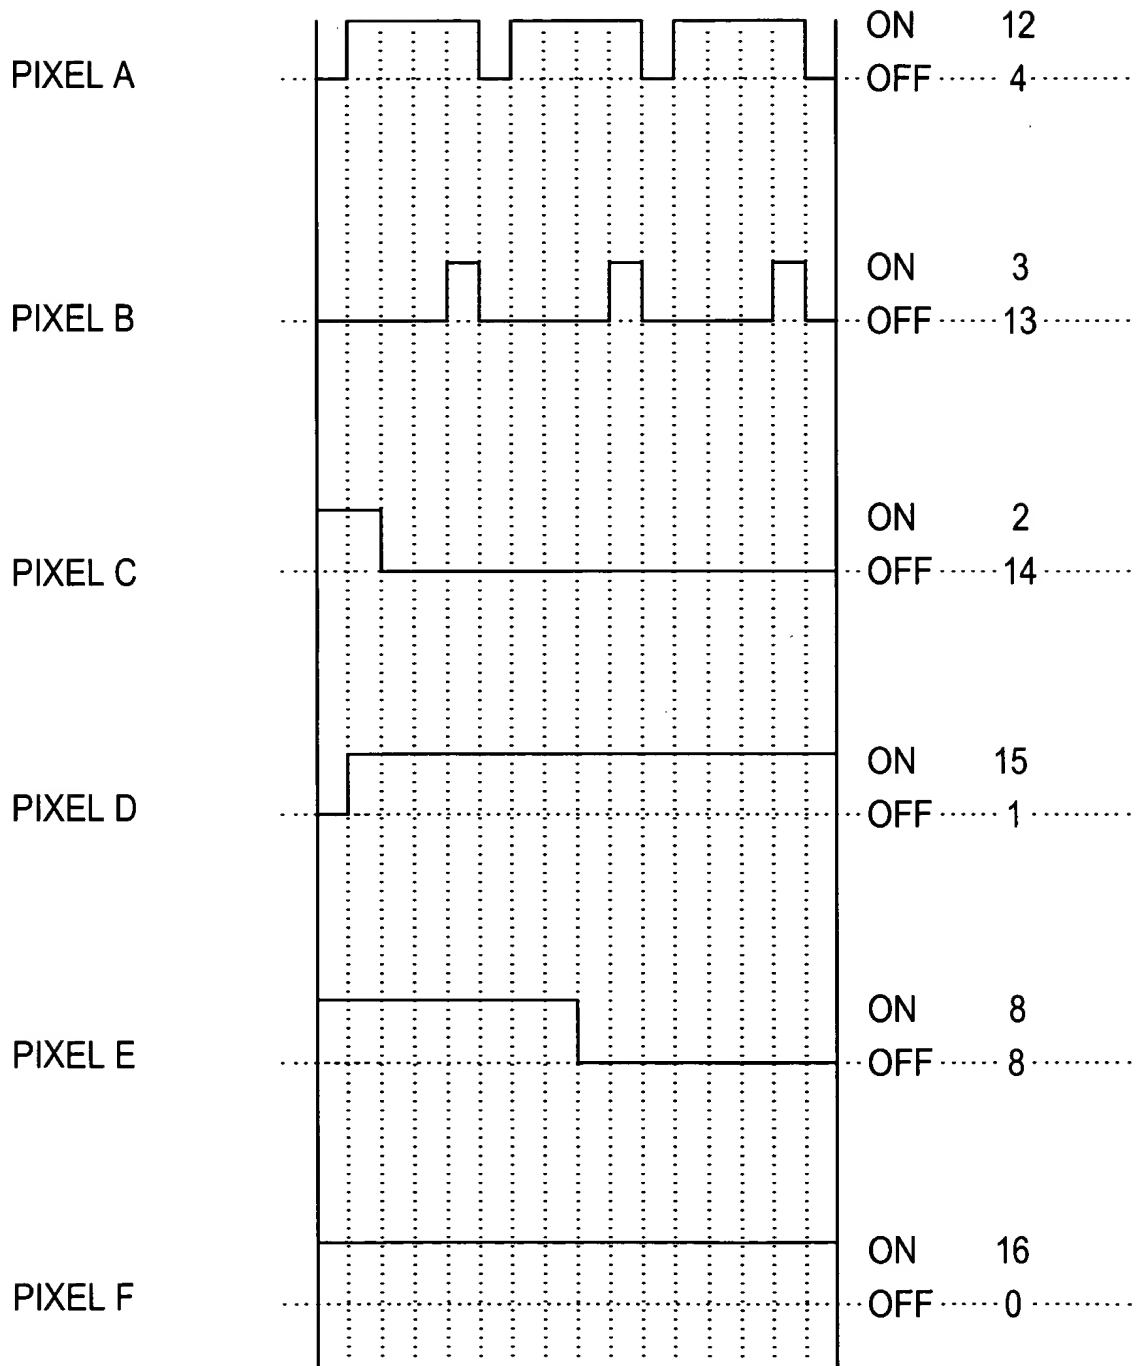 ON 12
PIXEL A
OFF 4
ON 3
PIXEL B
OFF 13
ON 2
PIXEL C
OFF 14
ON 15
PIXEL D
OFF 1
ON 8
PIXEL E
OFF 8
ON 16
PIXEL F
OFF 0